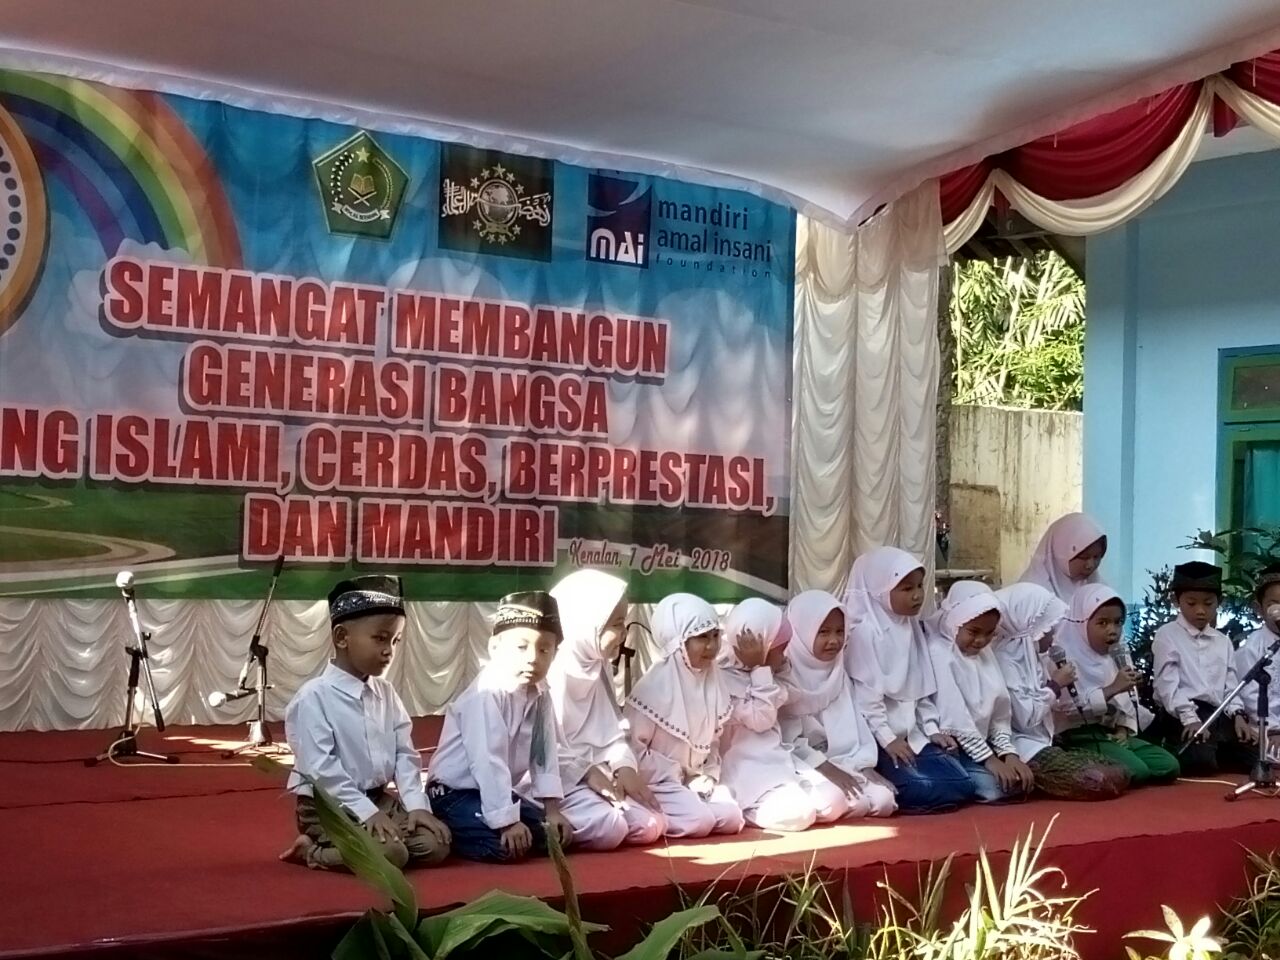 mandiri
amal insani
foundation
MAi
SEMANGAT MEMBANGUN
GENERASI BANGSA
NG ISLAMI, CERDAS, BERPRESTASI,
DAN MANDIRI
Kenalan, 1 Mei 2018